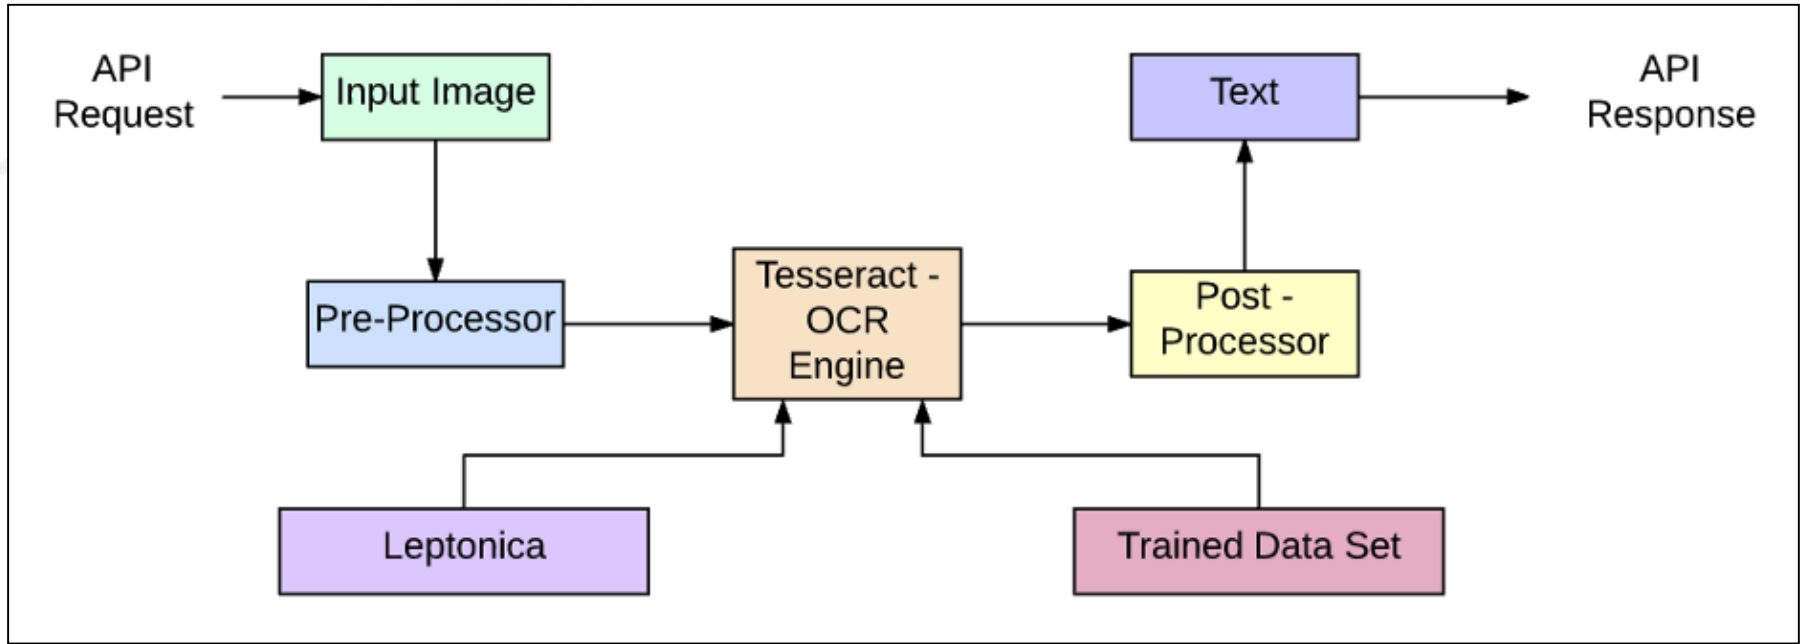 API
Request
Input Image
Text
API
Response
Pre-Processor
Tesseract -
OCR
Engine
Post -
Processor
Leptonica
Trained Data Set